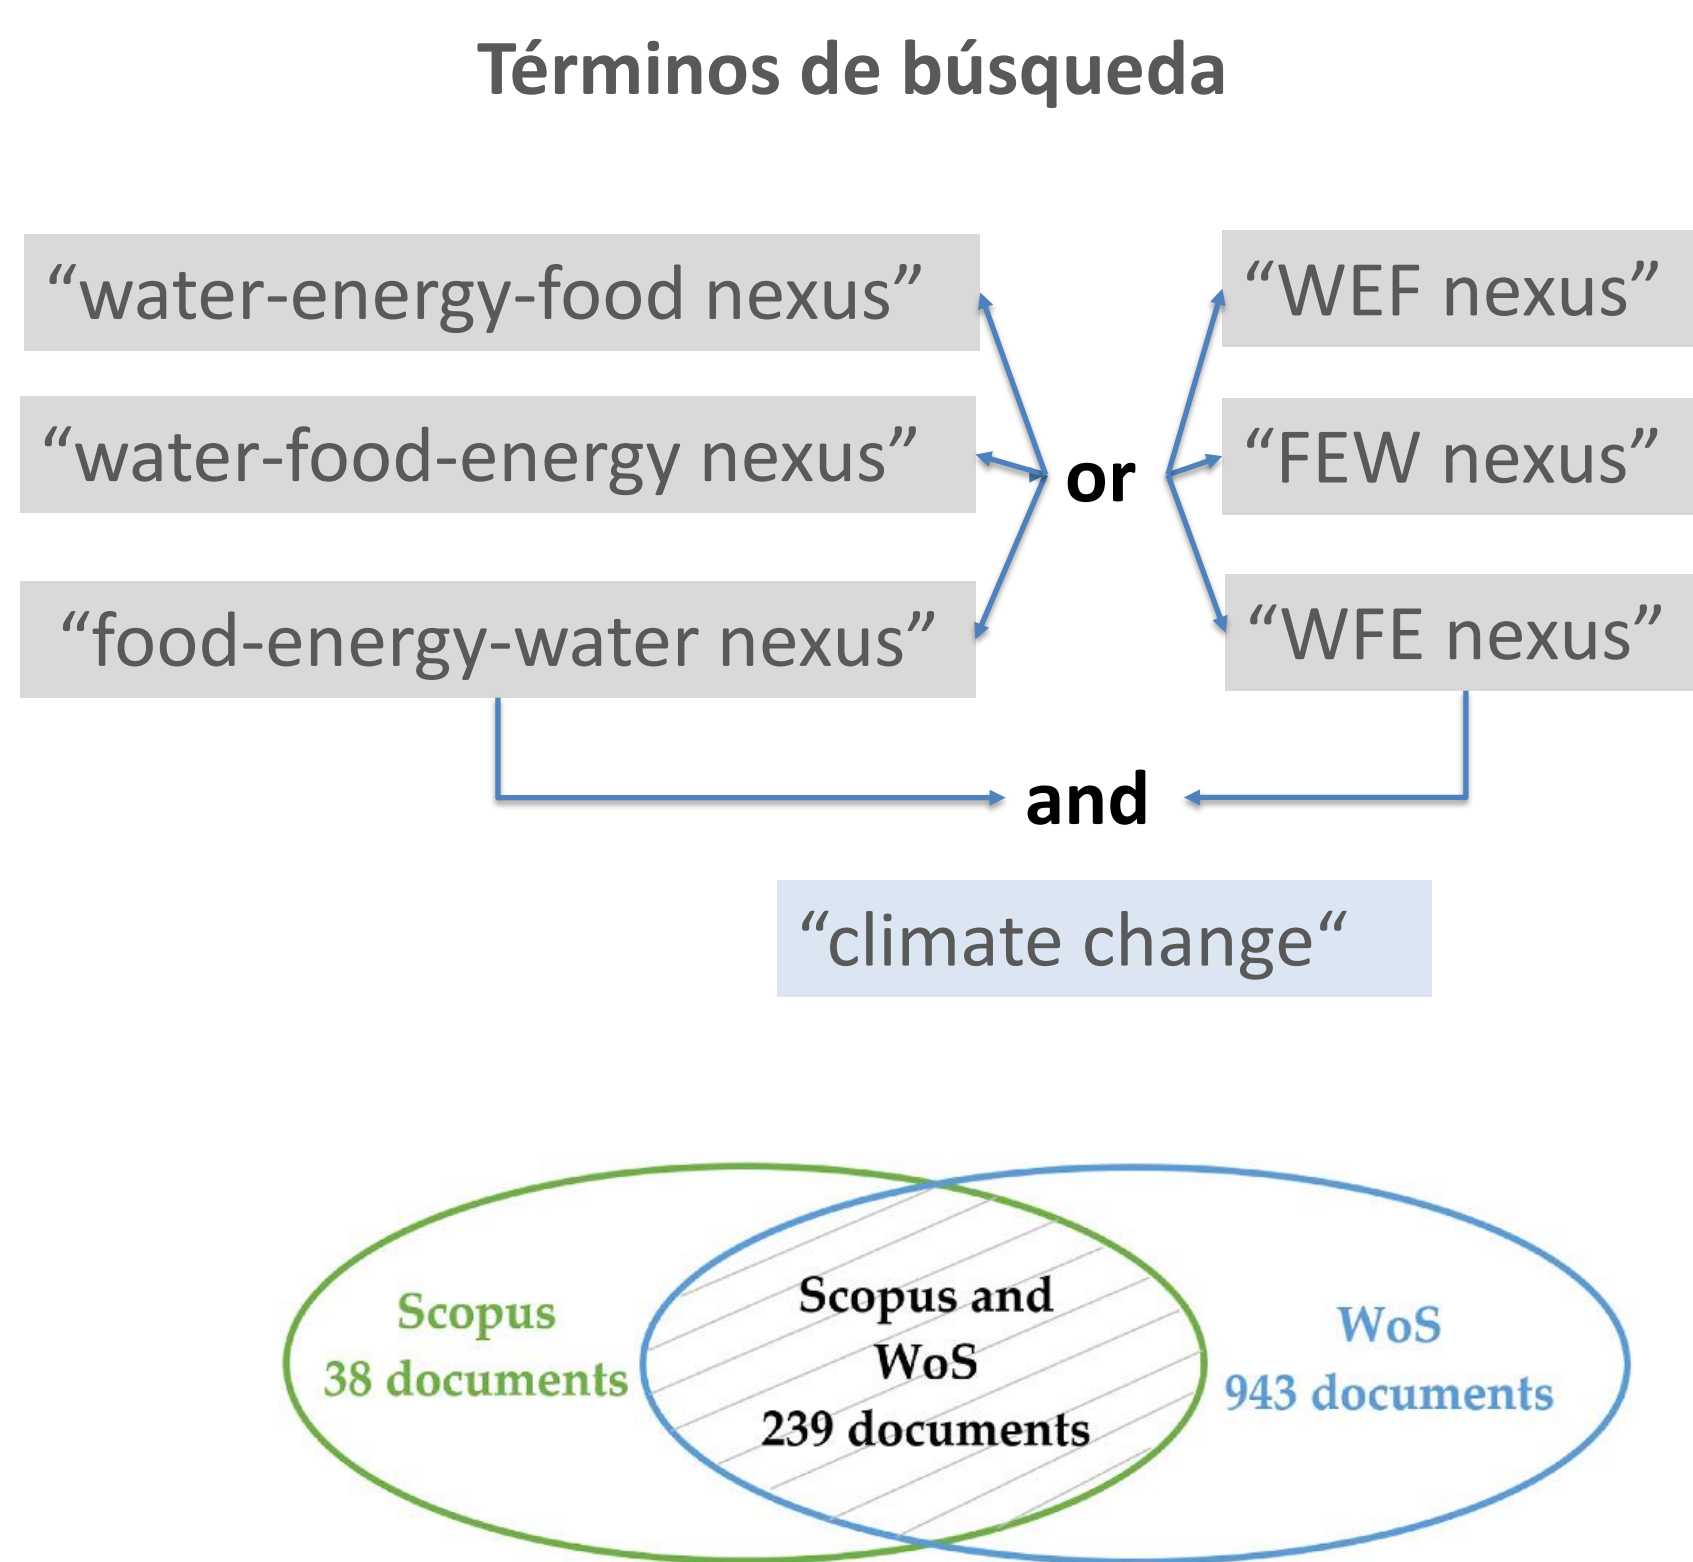 Términos de búsqueda
“water-energy-food nexus”
“WEF nexus”
“water-food-energy nexus”
or
“FEW nexus”
“food-energy-water nexus”
“WFE nexus”
and
“climate change“
Scopus
38 documents
Scopus and
WoS
239 documents
WoS
943 documents